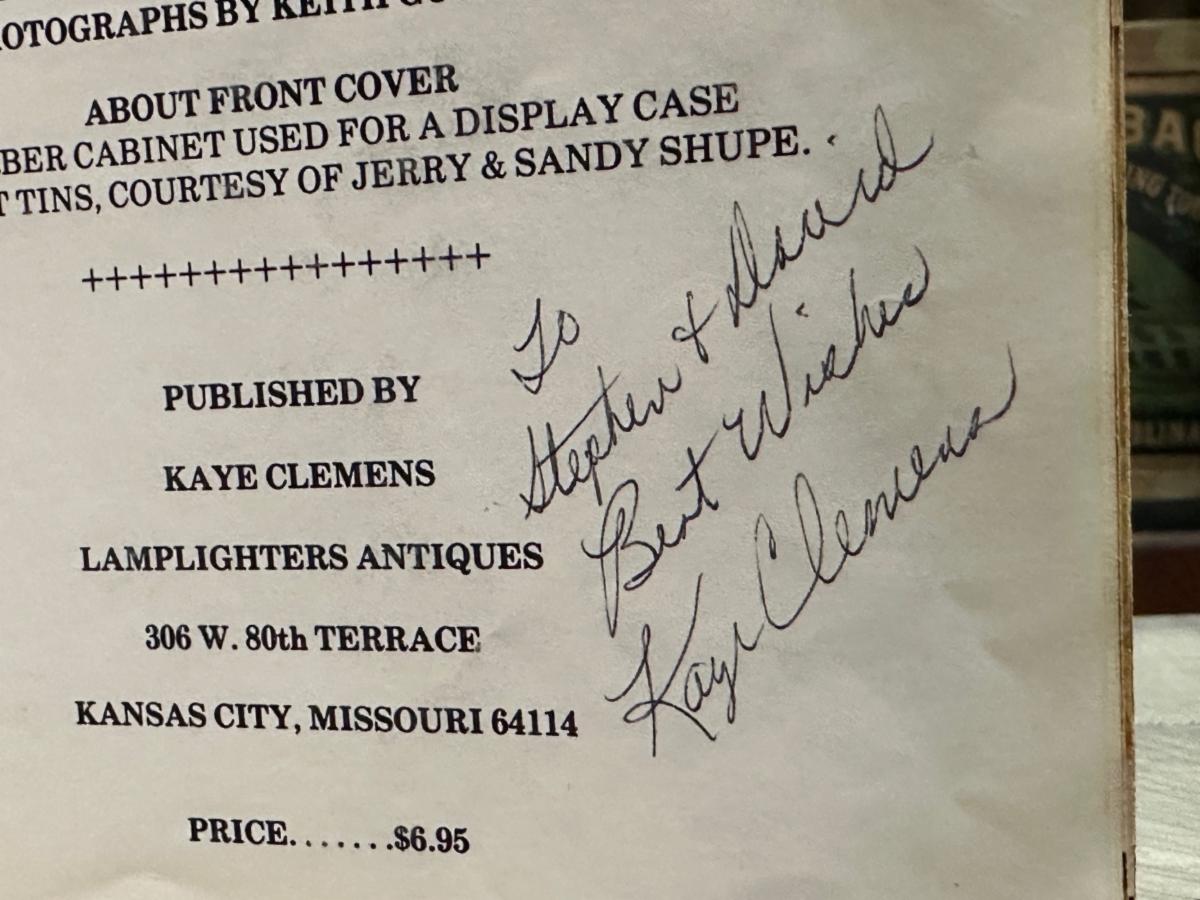 OTOGRAPHS BY KEITH
ABOUT FRONT COVER
BER CABINET USED FOR A DISPLAY CASE
T TINS, COURTESY OF JERRY & SANDY SHUPE.
++++++++++++++++
To
Stephen & David
Best Wishes
Kaye Clemens
PUBLISHED BY
KAYE CLEMENS
LAMPLIGHTERS ANTIQUES
306 W. 80th TERRACE
KANSAS CITY, MISSOURI 64114
PRICE.......$6.95
BAC